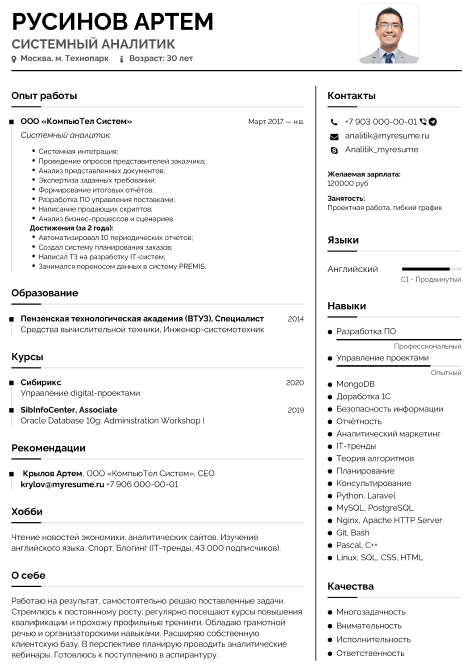 РУСИНОВ АРТЕМ
СИСТЕМНЫЙ АНАЛИТИК
Москва, м. Технопарк Возраст: 30 лет
Опыт работы
ООО «КомпьюТел Систем» Март 2017 — н.в.
Системный аналитик:
Системная интеграция;
Проведение опросов представителей заказчика;
Анализ представленных документов;
Экспертиза заданных требований;
Формирование итоговых отчётов;
Разработка ПО управления поставками;
Написание продающих скриптов;
Анализ бизнес-процессов и сценариев.
Достижения (за 2 года):
Автоматизировал 10 периодических отчетов;
Создал систему планирования заказов;
Написал ТЗ на разработку IT-систем;
Занимался переносом данных в систему PREMIS.
Образование
Пензенская технологическая академия (ВТУЗ), Специалист 2014
Средства вычислительной техники, Инженер-системотехник
Курсы
Сибирикс 2020
Управление digital-проектами
SibInfoCenter, Associate 2019
Oracle Database 10g: Administration Workshop I
Рекомендации
Крылов Артем, ООО «КомпьюТел Систем», CEO
krylov@myresume.ru +7 906 000-00-01
Хобби
Чтение новостей экономики, аналитических сайтов. Изучение
английского языка. Спорт. Блогинг (IT-тренды, 43 000 подписчиков).
О себе
Работаю на результат, самостоятельно решаю поставленные задачи.
Стремлюсь к постоянному росту: регулярно посещают курсы повышения
квалификации и прохожу профильные тренинги. Обладаю грамотной
речью и организаторскими навыками. Расширяю собственную
клиентскую базу. В перспективе планирую проводить обучающие
вебинары. Готовлюсь к поступлению в аспирантуру.
Контакты
+7 903 000-00-01
analitik@myresume.ru
Analitik_myresume
Желаемая зарплата:
120000 руб
Занятость:
Проектная работа, гибкий график
Языки
Английский
C1 - Продвинутый
Навыки
Разработка ПО
Профессиональный
Управление проектами
Опытный
MongoDB
Доработка 1С
Безопасность информации
Отчётность
Аналитический маркетинг
IT-тренды
Теория алгоритмов
Планирование
Консультирование
Python, Laravel
MySQL, PostgreSQL
Nginx, Apache HTTP Server
Git, Bash
Pascal, C++
Linux, SQL, CSS, HTML
Качества
Многозадачность
Внимательность
Исполнительность
Ответственность